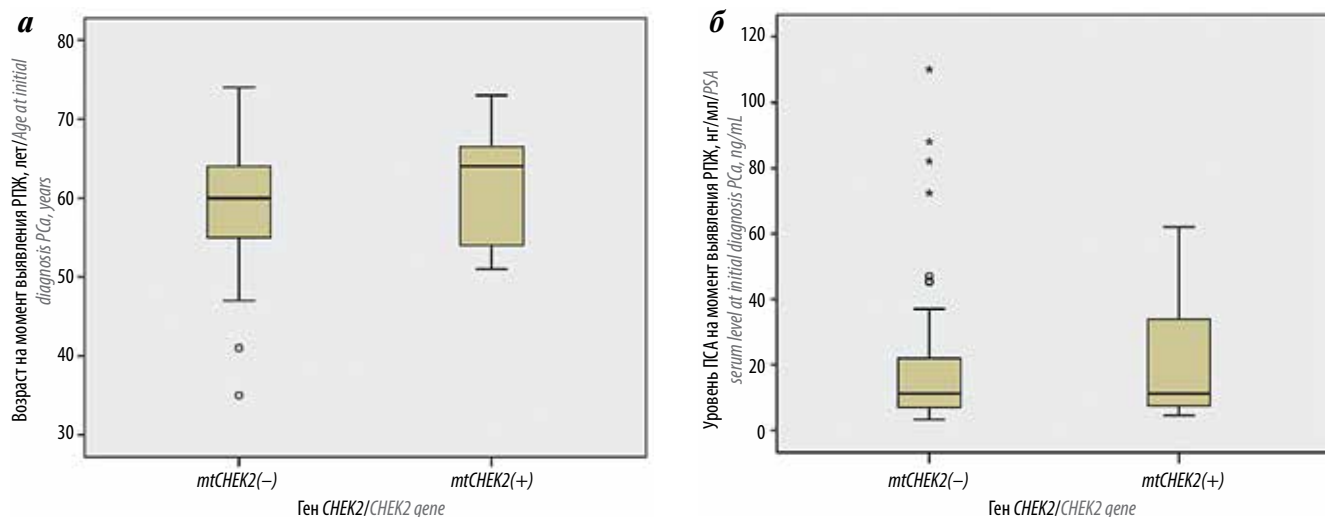 а
Возраст на момент выявления РПЖ, лет/Age at initial
diagnosis PCa, years
80
70
60
50
40
30
mtCHEK2(–)
mtCHEK2(+)
Ген CHEK2/CHEK2 gene
б
Уровень ПСА на момент выявления РПЖ, нг/мл/PSA
serum level at initial diagnosis PCa, ng/mL
120
100
80
60
40
20
0
mtCHEK2(–)
mtCHEK2(+)
Ген CHEK2/CHEK2 gene